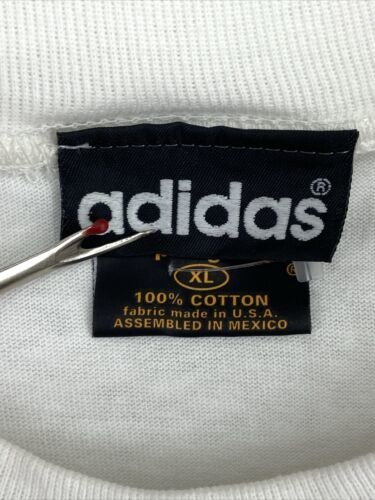 adidas®
XL ®
100% COTTON
fabric made in U.S.A.
ASSEMBLED IN MEXICO